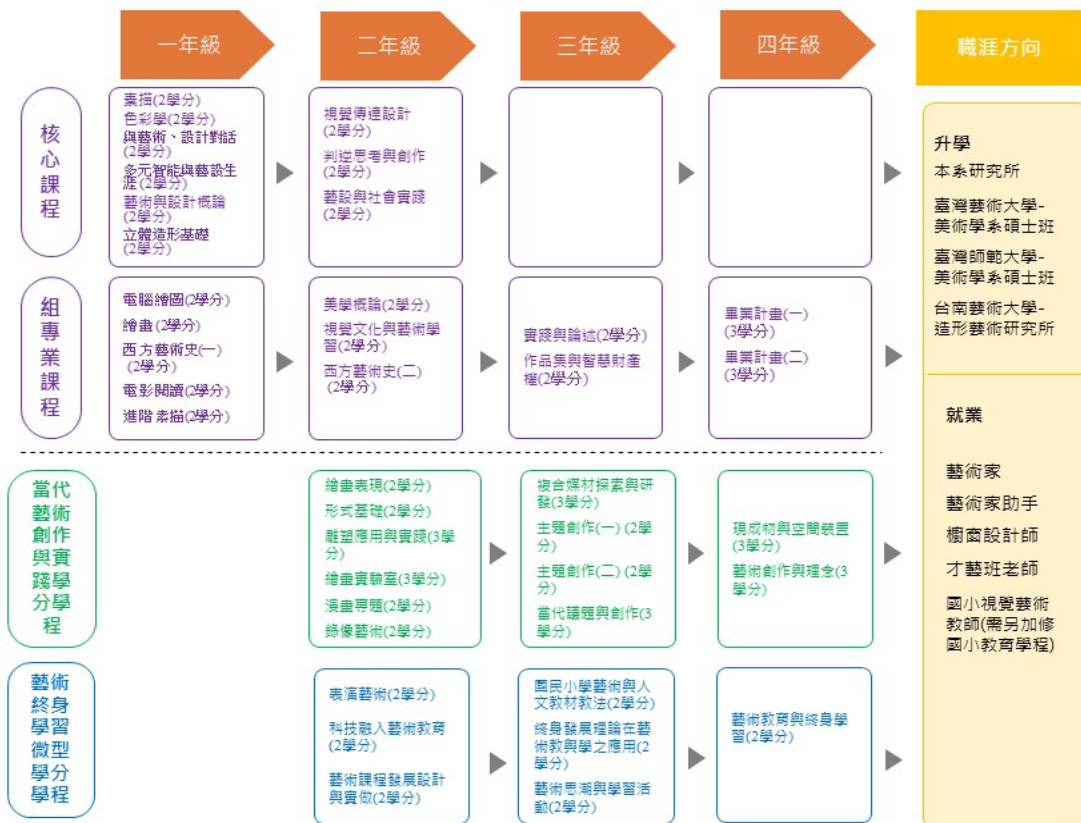 一年級
二年級
三年級
四年級
職涯方向
核
心
課
程
素描(2學分)
色彩學(2學分)
與藝術、設計對話
(2學分)
多元智能與藝設生
涯(2學分)
藝術與設計概論
(2學分)
立體造形基礎
(2學分)
視覺傳達設計
(2學分)
判逆思考與創作
(2學分)
藝設與社會實踐
(2學分)
組
專
業
課
程
電腦繪圖(2學分)
繪畫(2學分)
西方藝術史(一)
(2學分)
電影閱讀(2學分)
進階素描(2學分)
美學概論(2學分)
視覺文化與藝術學
習(2學分)
西方藝術史(二)
(2學分)
實踐與論述(2學分)
作品集與智慧財產
權(2學分)
畢業計畫(一)
(3學分)
畢業計畫(二)
(3學分)
當代
藝術
創作
與實
踐學
分學
程
繪畫表現(2學分)
形式基礎(2學分)
雕塑應用與實踐(3學
分)
繪畫實驗室(3學分)
漫畫專題(2學分)
錄像藝術(2學分)
複合媒材探索與研
發(3學分)
主題創作(一) (2學
分)
主題創作(二) (2學
分)
當代議題與創作(3
學分)
現成物與空間裝置
(3學分)
藝術創作與理念(3
學分)
藝術
終身
學習
微型
學分
學程
表演藝術(2學分)
科技融入藝術教育
(2學分)
藝術課程發展設計
與實做(2學分)
國民小學藝術與人
文教材教法(2學分)
終身發展理論在藝
術教與學之應用(2
學分)
藝術思潮與學習活
動(2學分)
藝術教育與終身學
習(2學分)
升學
本系研究所
臺灣藝術大學-
美術學系碩士班
臺灣師範大學-
美術學系碩士班
台南藝術大學-
造形藝術研究所
就業
藝術家
藝術家助手
櫥窗設計師
才藝班老師
國小視覺藝術
教師(需另加修
國小教育學程)